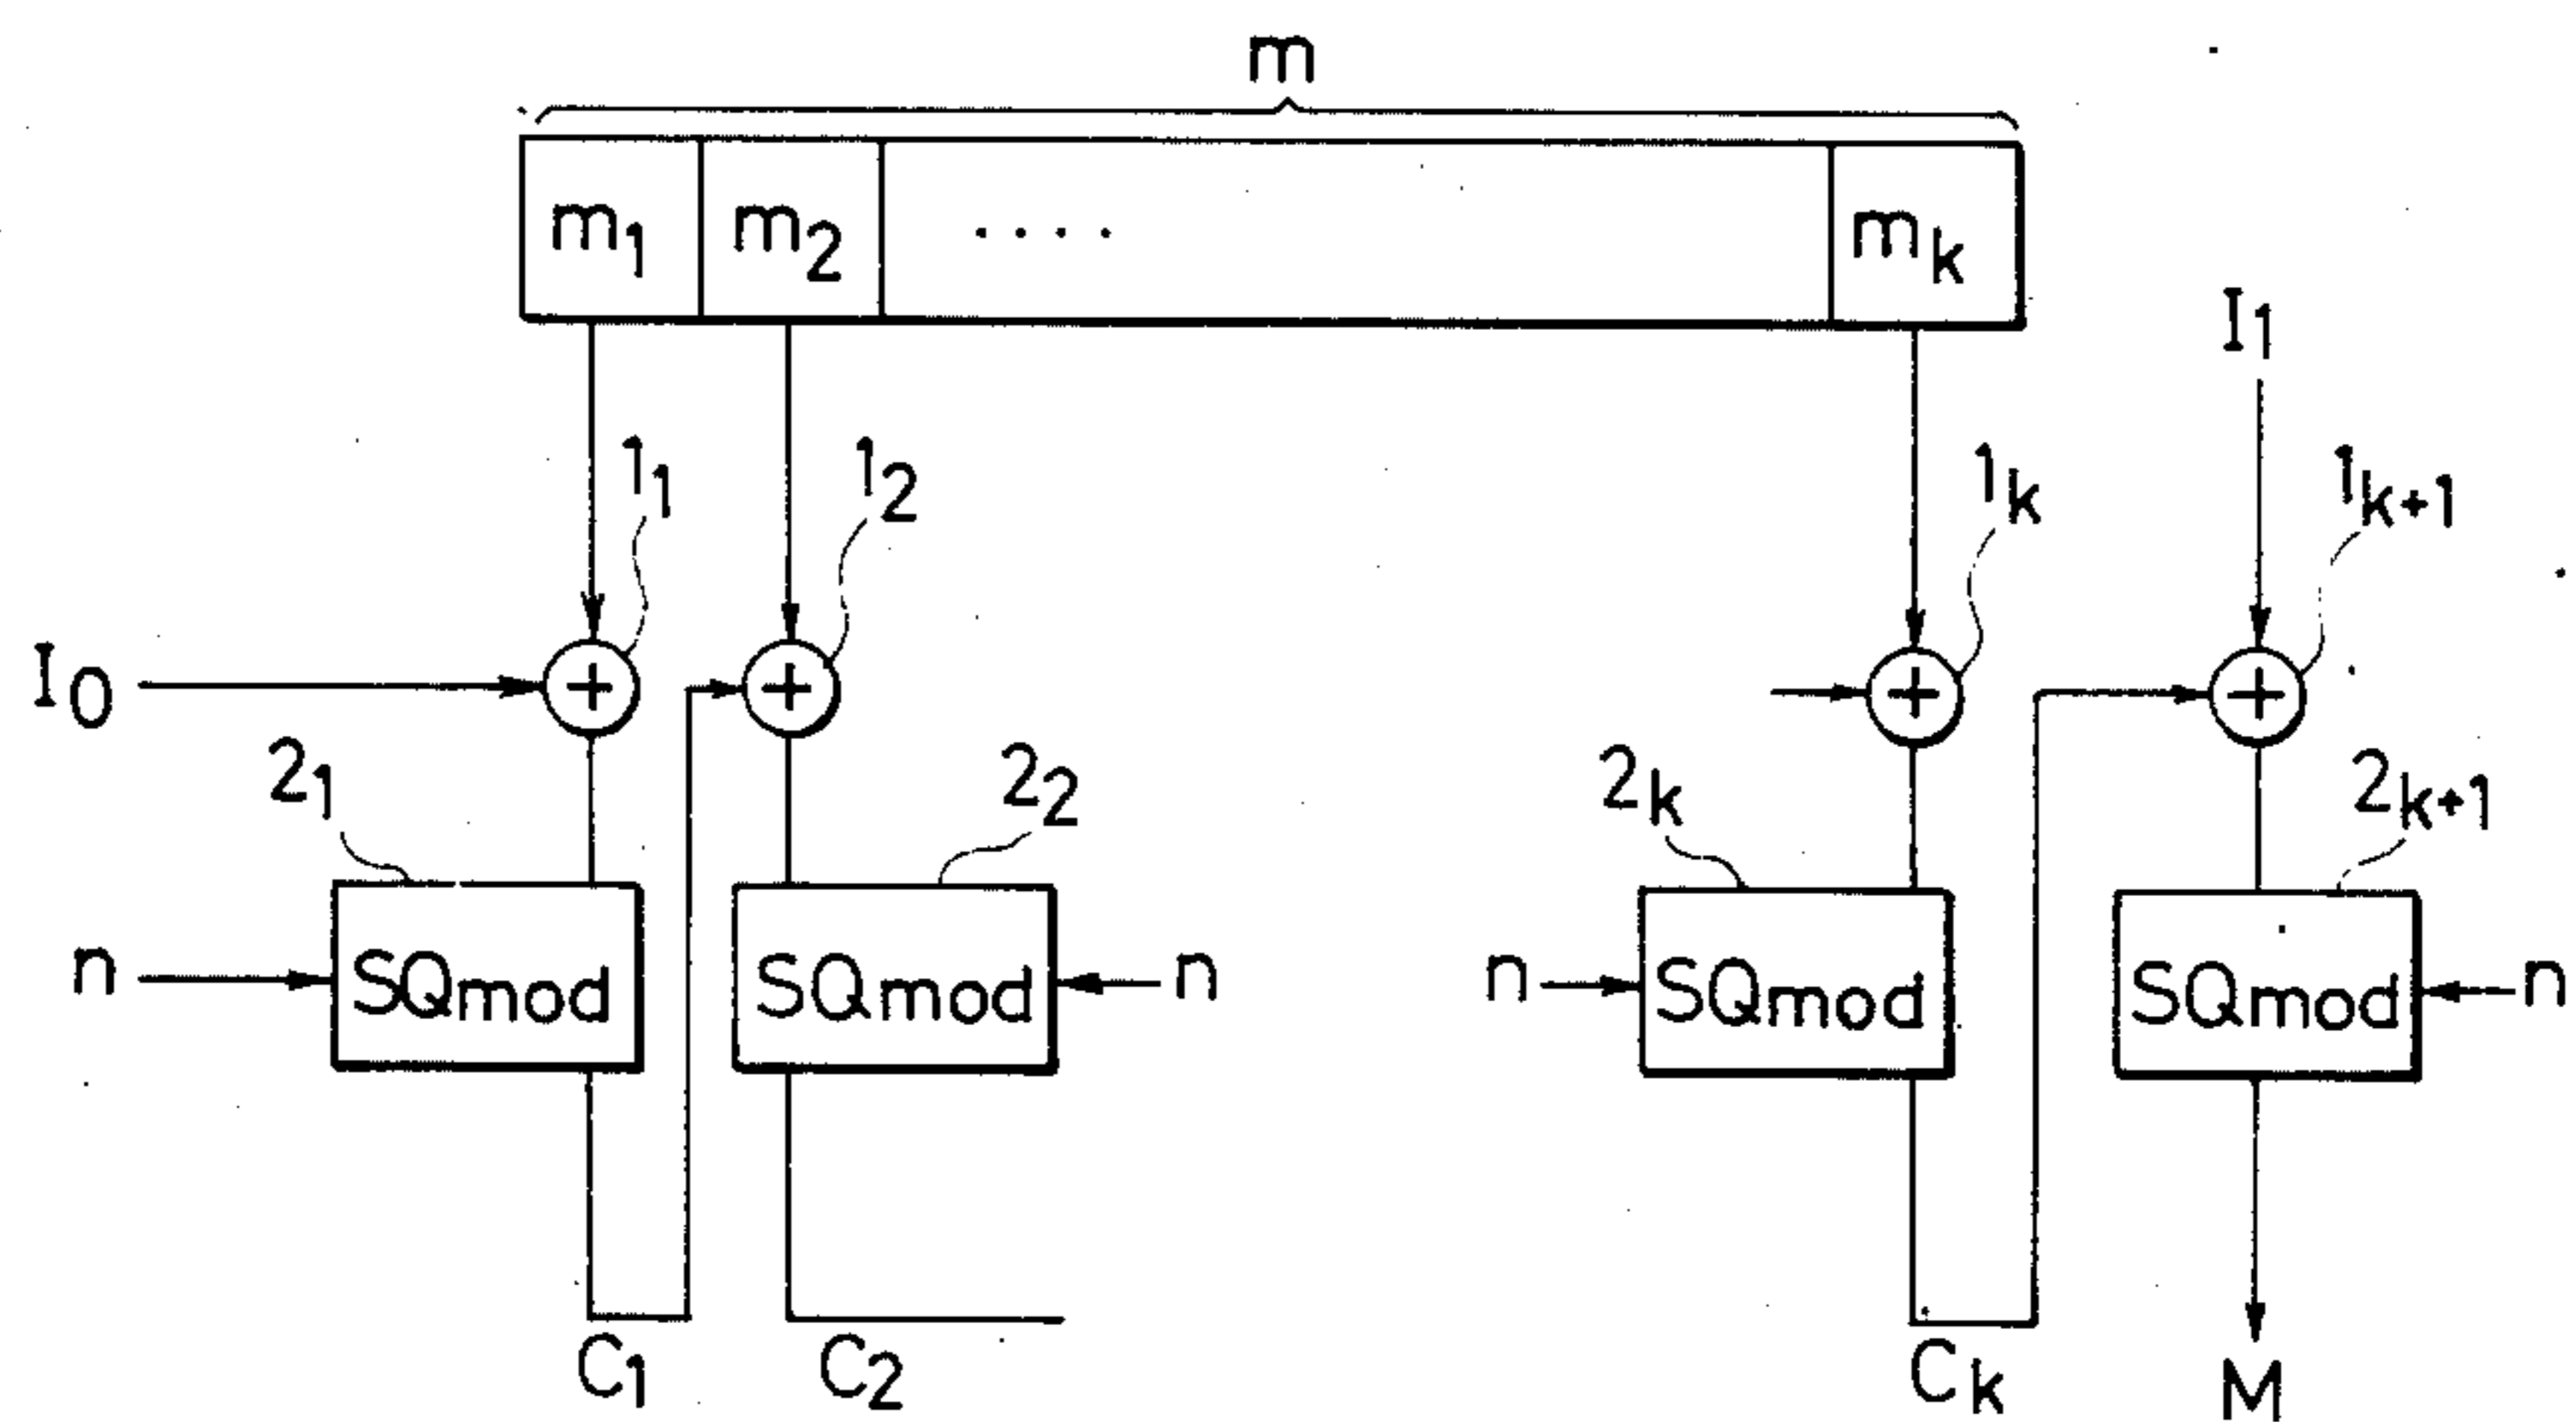 m
m₁ m₂ .... mₖ
I₁
1₁ 1₂ 1ₖ 1ₖ₊₁
I₀ + + + +
2₁ 2₂ 2ₖ 2ₖ₊₁
n SQmod SQmod n n SQmod SQmod n
C₁ C₂ Cₖ M